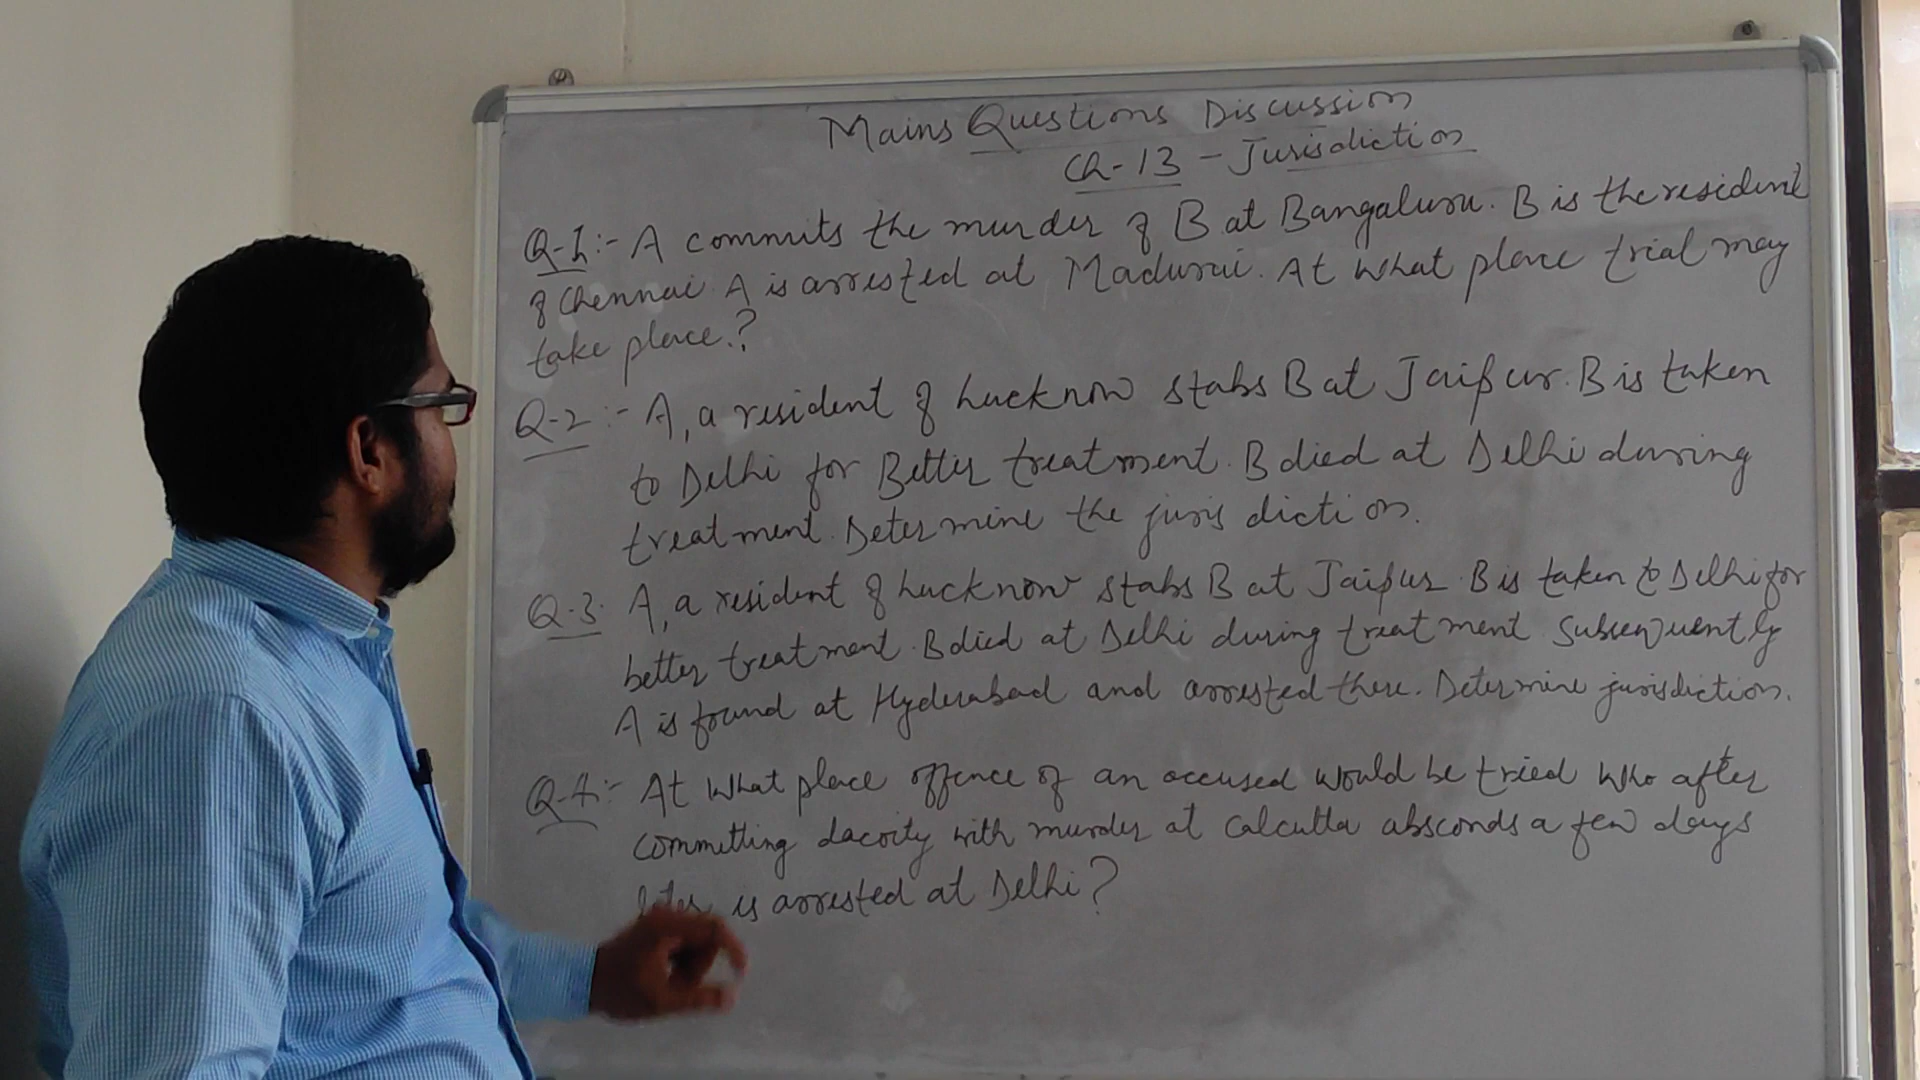 Mains Questions Discussion
Ch-13 - Jurisdiction
Q-1:- A commits the murder of B at Bangaluru. B is the resident
of Chennai. A is arrested at Madurai. At what place trial may
take place.?
Q-2:- A, a resident of Lucknow stabs B at Jaipur. B is taken
to Delhi for Better treatment. B died at Delhi during
treatment. Determine the jurisdiction.
Q-3. A, a resident of Lucknow stabs B at Jaipur. B is taken to Delhi for
better treatment. B died at Delhi during treatment. Subsequently
A is found at Hyderabad and arrested there. Determine jurisdiction.
Q-4:- At what place offence of an accused would be tried who after
committing dacoity with murder at Calcutta absconds a few days
later is arrested at Delhi?